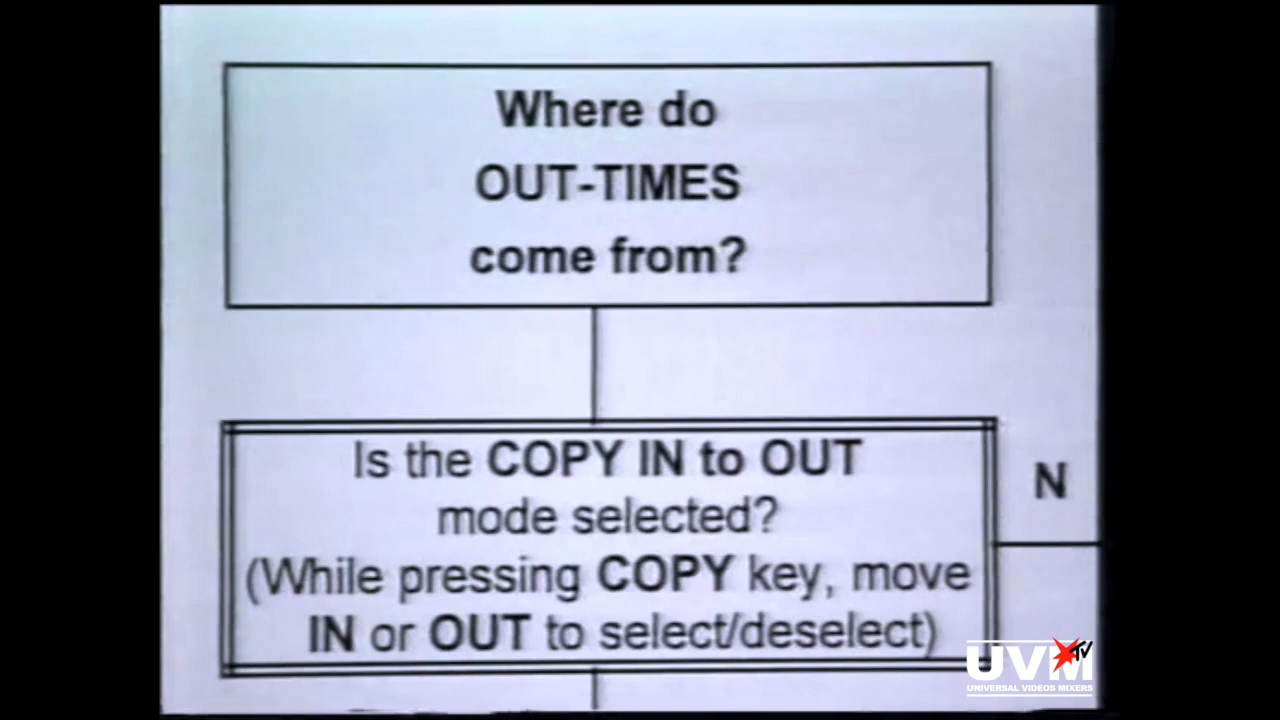 Where do
OUT-TIMES
come from?
Is the COPY IN to OUT
mode selected?
(While pressing COPY key, move
IN or OUT to select/deselect)
N
UVM TV
UNIVERSAL VIDEOS MIXERS